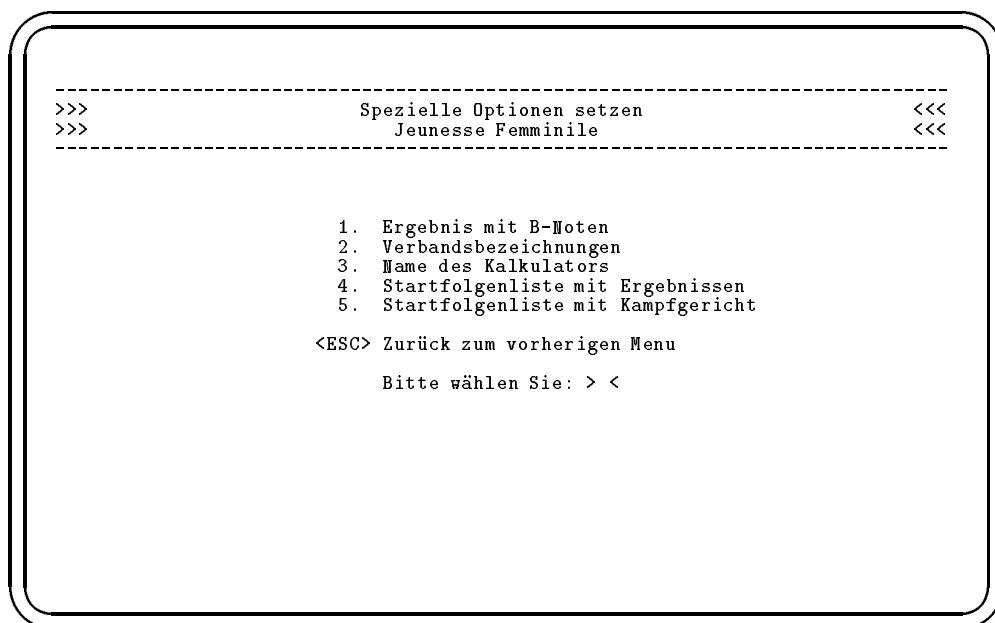 --------------------------------------------------------------------------------
>>> Spezielle Optionen setzen <<<
>>> Jeunesse Femminile <<<
--------------------------------------------------------------------------------
1. Ergebnis mit B-Noten
2. Verbandsbezeichnungen
3. Name des Kalkulators
4. Startfolgenliste mit Ergebnissen
5. Startfolgenliste mit Kampfgericht
<ESC> Zurück zum vorherigen Menu
Bitte wählen Sie: > <